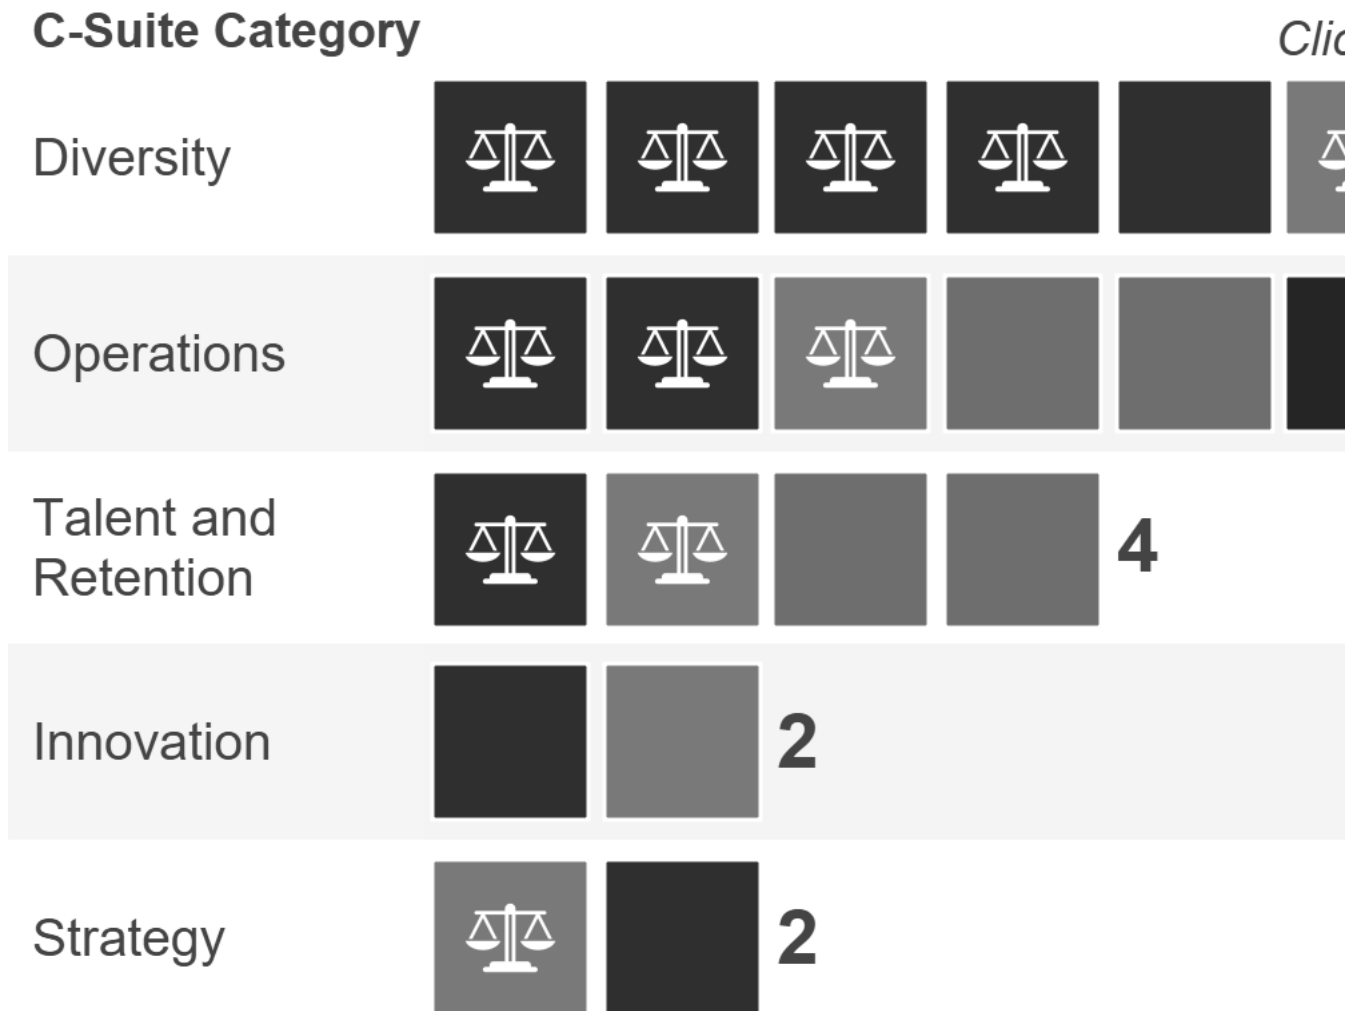 C-Suite Category
Diversity
Operations
Talent and
Retention
4
Innovation
2
Strategy
2